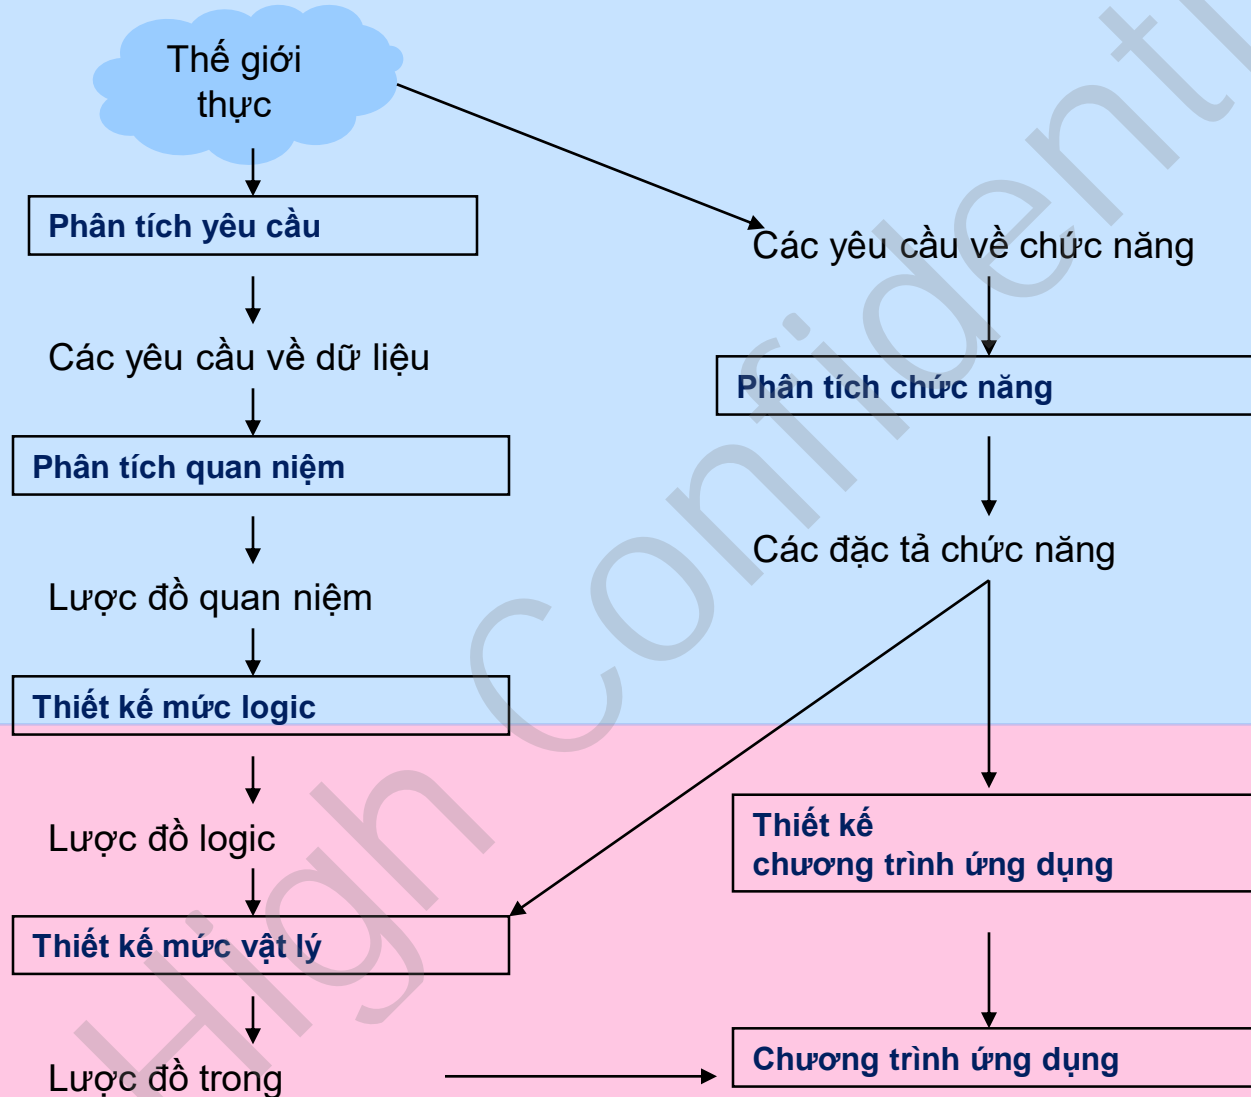 Thế giới
thực
Phân tích yêu cầu
Các yêu cầu về chức năng
Các yêu cầu về dữ liệu
Phân tích chức năng
Phân tích quan niệm
Các đặc tả chức năng
Lược đồ quan niệm
Thiết kế mức logic
Lược đồ logic
Thiết kế
chương trình ứng dụng
Thiết kế mức vật lý
Lược đồ trong
Chương trình ứng dụng
High Confidenti